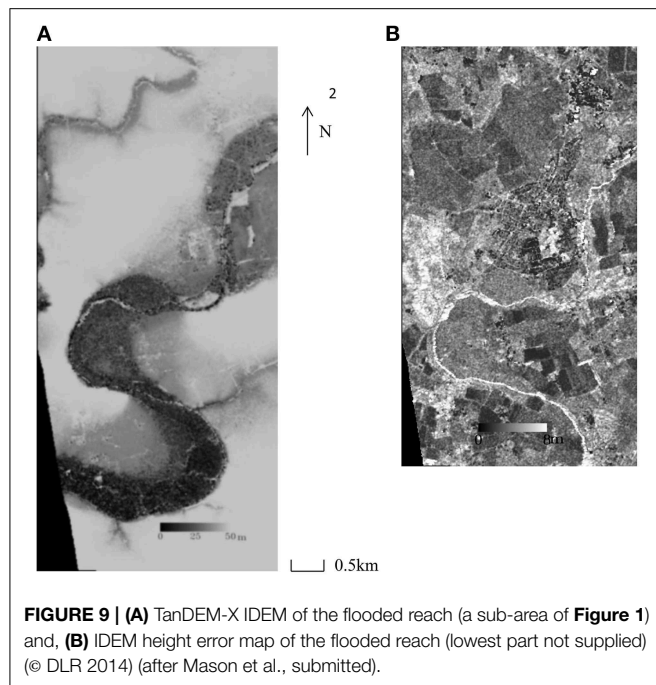 A
B
2
N
0 25 50 m
0 8m
0.5km
FIGURE 9 | (A) TanDEM-X IDEM of the flooded reach (a sub-area of Figure 1)
and, (B) IDEM height error map of the flooded reach (lowest part not supplied)
(© DLR 2014) (after Mason et al., submitted).